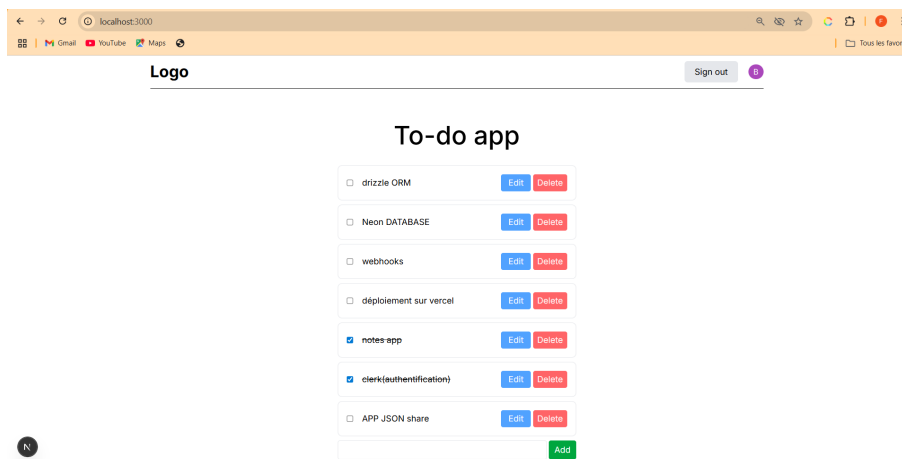 localhost:3000
Gmail YouTube Maps Tous les favor
Logo Sign out B
To-do app
drizzle ORM Edit Delete
Neon DATABASE Edit Delete
webhooks Edit Delete
déploiement sur vercel Edit Delete
notes app Edit Delete
clerk(authentification) Edit Delete
APP JSON share Edit Delete
N Add